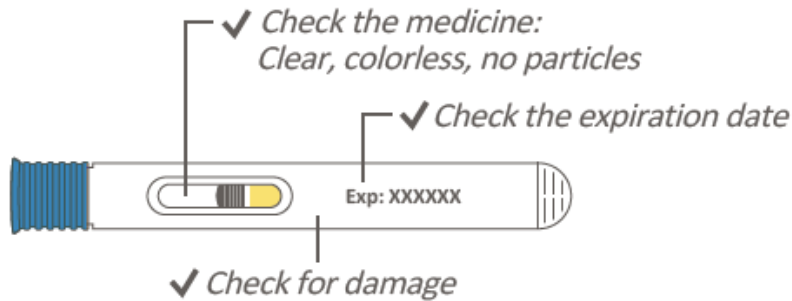 ✔ Check the medicine:
Clear, colorless, no particles
✔ Check the expiration date
Exp: XXXXXX
✔ Check for damage